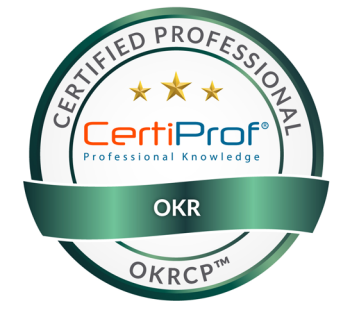 CERTIFIED PROFESSIONAL
CertiProf®
Professional Knowledge
OKR
OKRCP™